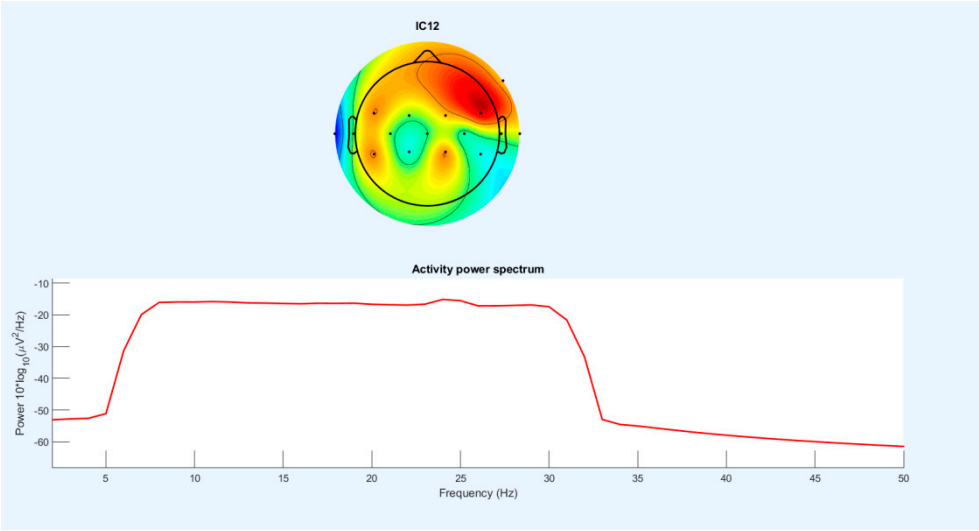 IC12
Activity power spectrum
Power 10*log10(μV2/Hz)
-10
-20
-30
-40
-50
-60
5 10 15 20 25 30 35 40 45 50
Frequency (Hz)